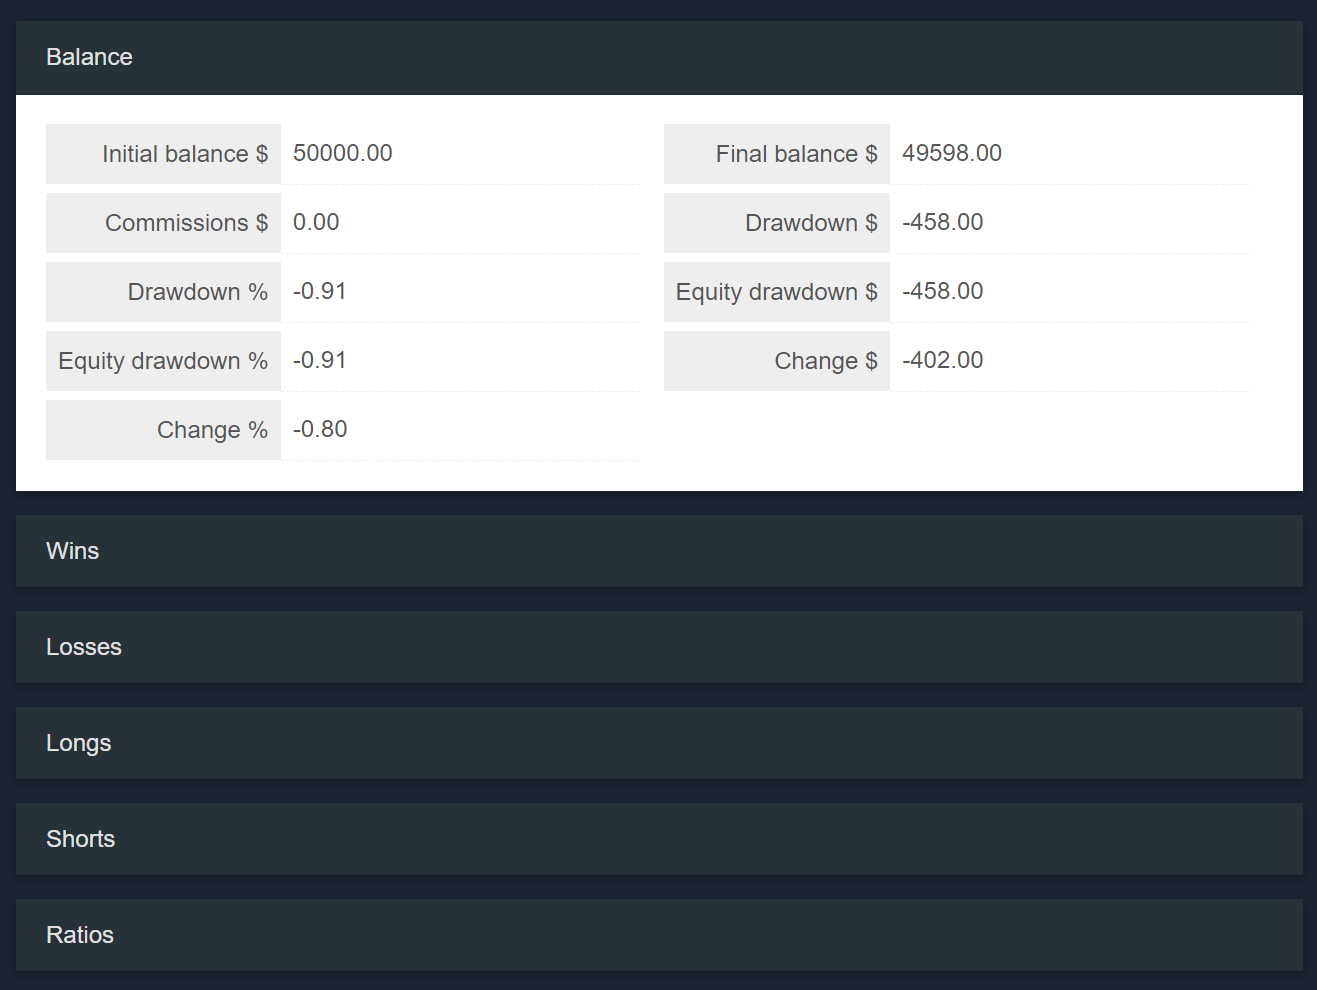 Balance
Initial balance $ 50000.00 Final balance $ 49598.00
Commissions $ 0.00 Drawdown $ -458.00
Drawdown % -0.91 Equity drawdown $ -458.00
Equity drawdown % -0.91 Change $ -402.00
Change % -0.80
Wins
Losses
Longs
Shorts
Ratios